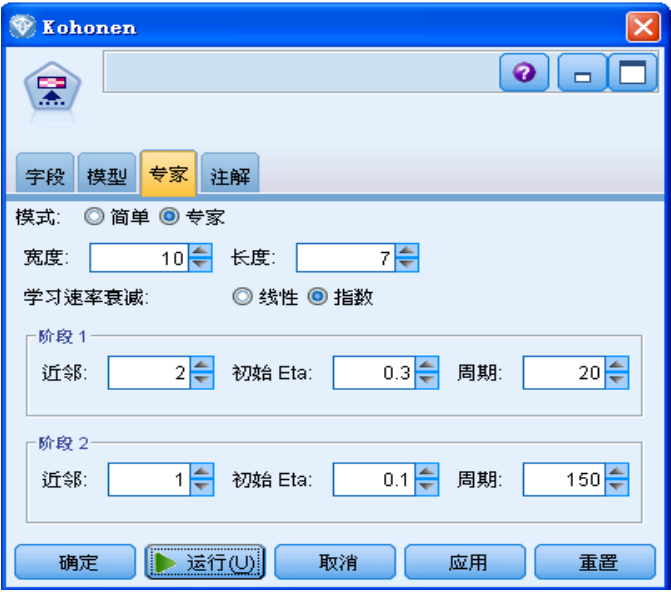 Kohonen
字段 模型 专家 注解
模式: 简单 专家
宽度: 10 长度: 7
学习速率衰减: 线性 指数
阶段 1
近邻: 2 初始 Eta: 0.3 周期: 20
阶段 2
近邻: 1 初始 Eta: 0.1 周期: 150
确定 运行(U) 取消 应用 重置